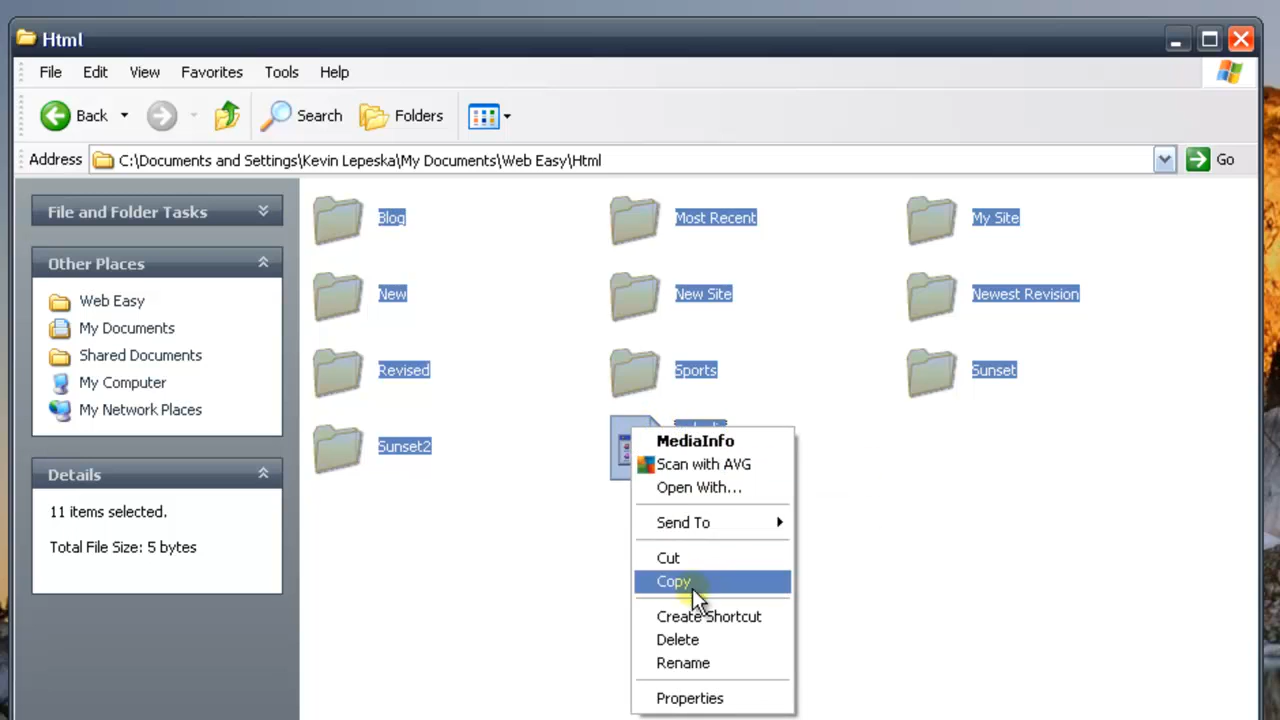 Html
File Edit View Favorites Tools Help
Back Search Folders
Address C:\Documents and Settings\Kevin Lepeska\My Documents\Web Easy\Html Go
File and Folder Tasks
Other Places
Web Easy
My Documents
Shared Documents
My Computer
My Network Places
Details
11 items selected.
Total File Size: 5 bytes
Blog Most Recent My Site
New New Site Newest Revision
Revised Sports Sunset
Sunset2
MediaInfo
Scan with AVG
Open With...
Send To
Cut
Copy
Create Shortcut
Delete
Rename
Properties